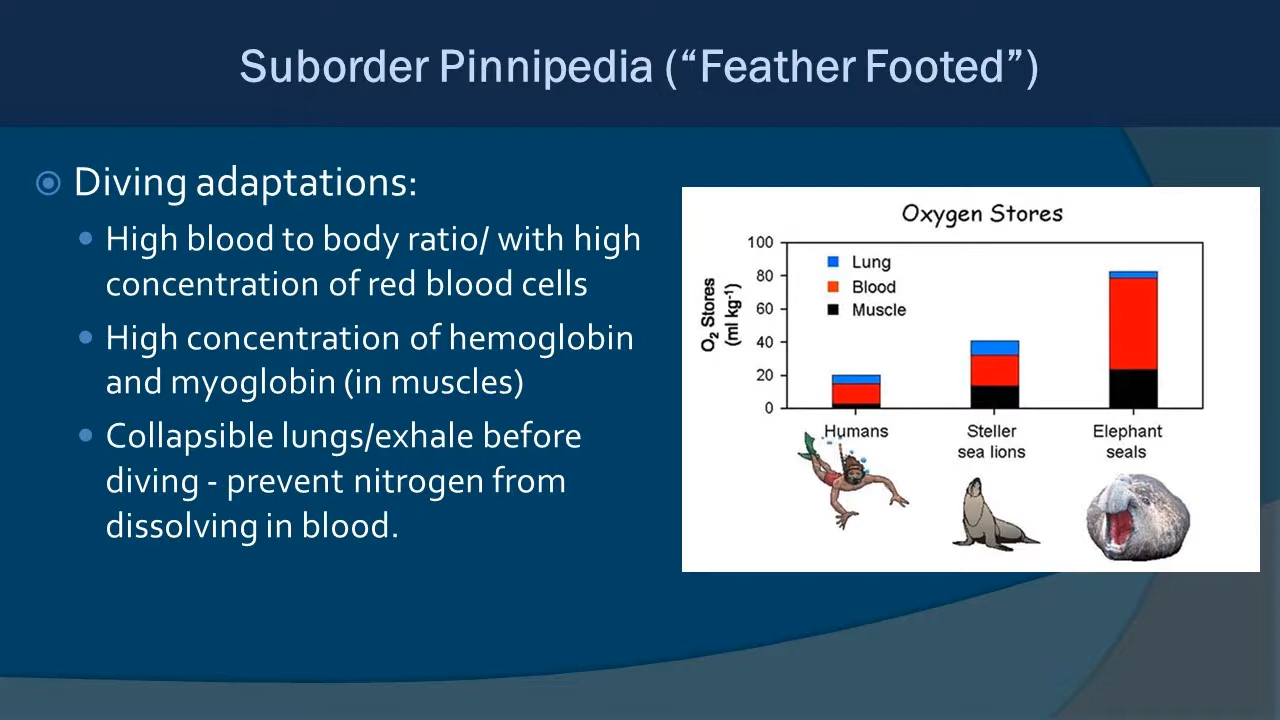 Suborder Pinnipedia (“Feather Footed”)
Diving adaptations:
High blood to body ratio/ with high
concentration of red blood cells
High concentration of hemoglobin
and myoglobin (in muscles)
Collapsible lungs/exhale before
diving - prevent nitrogen from
dissolving in blood.
Oxygen Stores
O2 Stores
(ml kg-1)
100
80
60
40
20
0
Lung
Blood
Muscle
Humans
Steller
sea lions
Elephant
seals